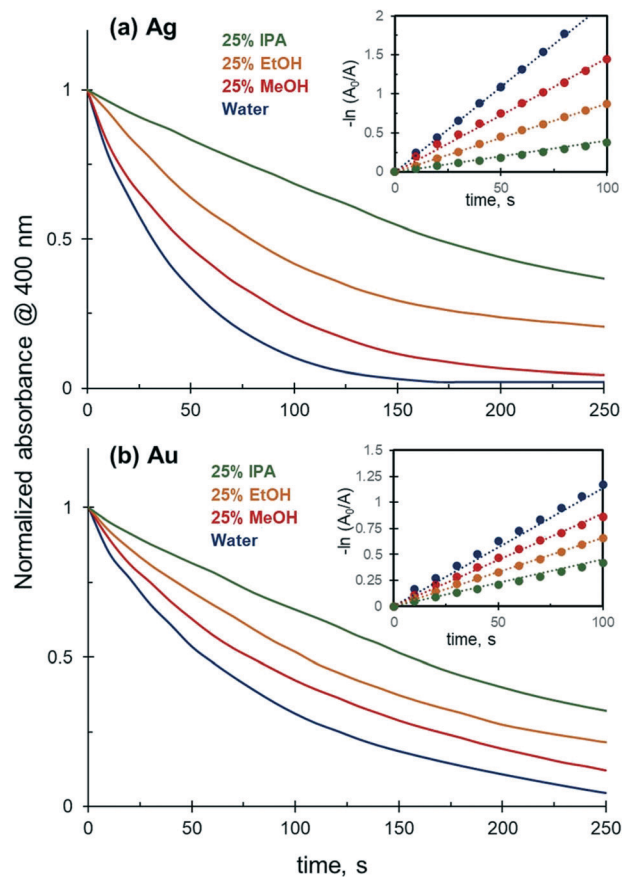 (a) Ag
25% IPA
25% EtOH
25% MeOH
Water
2
1.5
1
0.5
0
-ln (A₀/A)
0
50
100
time, s
1
0.5
0
0
50
100
150
200
250
Normalized absorbance @ 400 nm
(b) Au
25% IPA
25% EtOH
25% MeOH
Water
1.5
1.25
1
0.75
0.5
0.25
0
-ln (A₀/A)
0
50
100
time, s
1
0.5
0
0
50
100
150
200
250
time, s